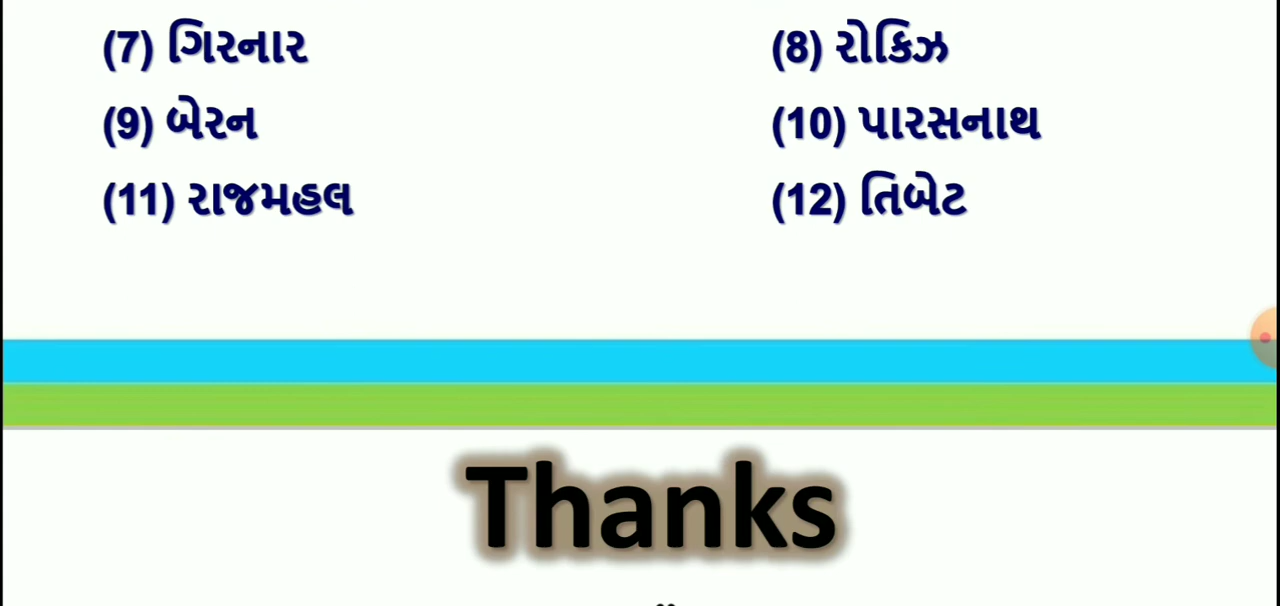 (7) ગિરનાર (8) રોકિઝ
(9) બેરન (10) પારસનાથ
(11) રાજમહલ (12) તિબેટ
Thanks